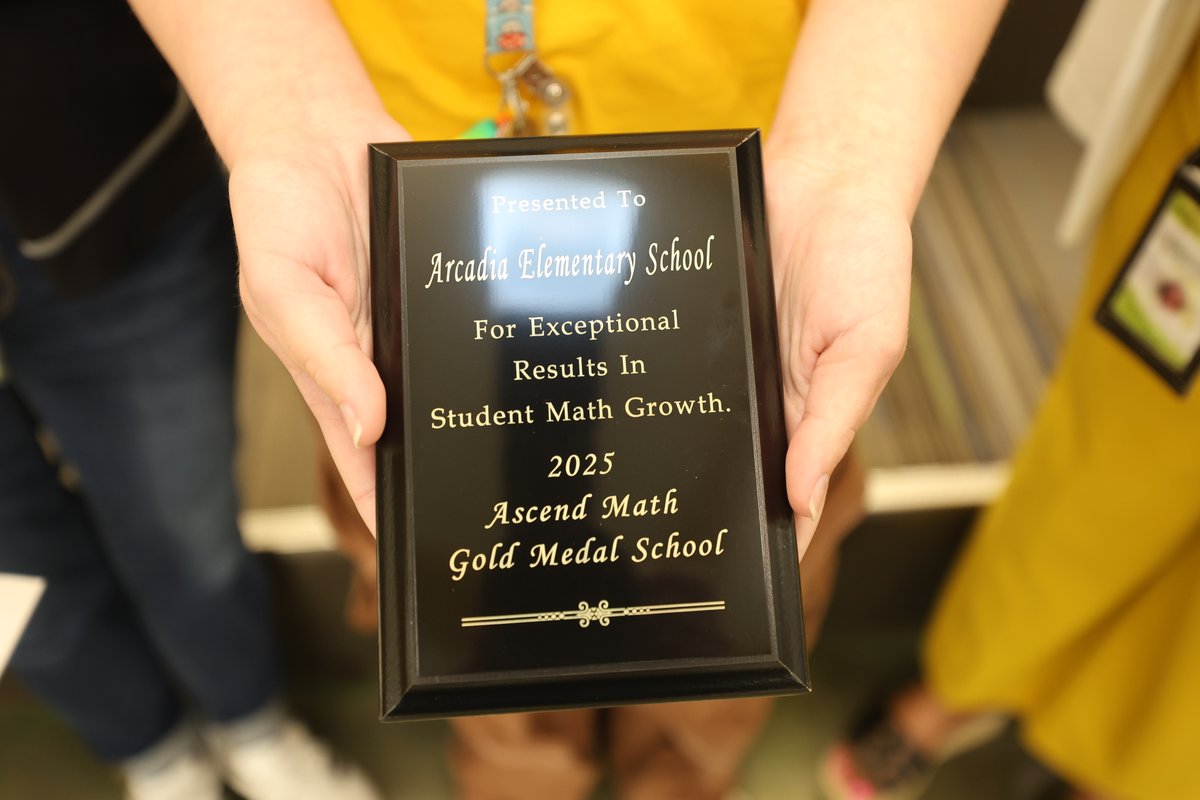 Presented To
Arcadia Elementary School
For Exceptional
Results In
Student Math Growth.
2025
Ascend Math
Gold Medal School